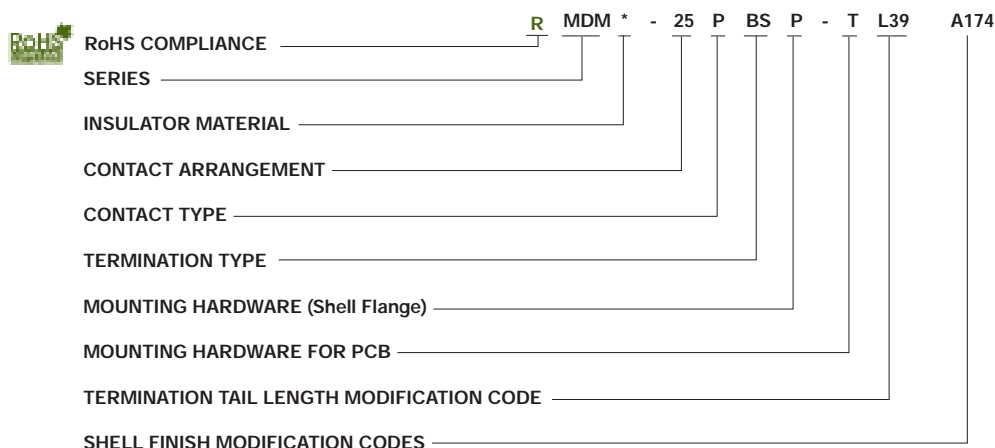 R MDM * - 25 P BS P - T L39 A174
RoHS
RoHS COMPLIANCE
SERIES
INSULATOR MATERIAL
CONTACT ARRANGEMENT
CONTACT TYPE
TERMINATION TYPE
MOUNTING HARDWARE (Shell Flange)
MOUNTING HARDWARE FOR PCB
TERMINATION TAIL LENGTH MODIFICATION CODE
SHELL FINISH MODIFICATION CODES